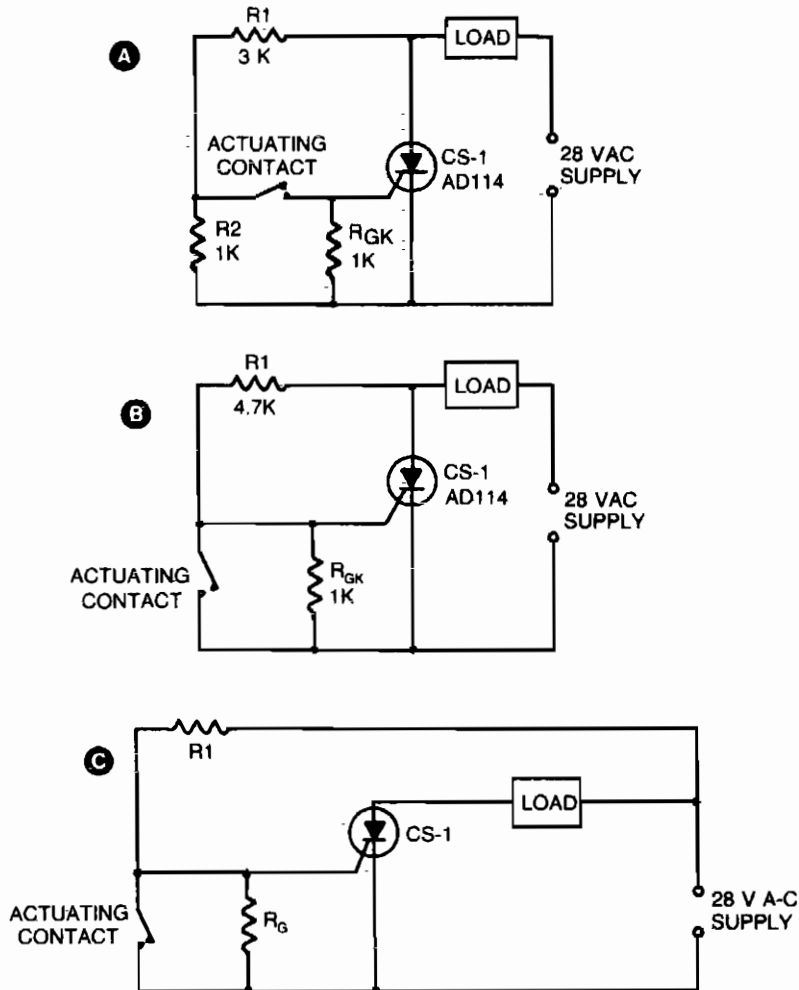 A
R1
3 K
LOAD
ACTUATING
CONTACT
CS-1
AD114
28 VAC
SUPPLY
R2
1K
RGK
1K
B
R1
4.7K
LOAD
CS-1
AD114
28 VAC
SUPPLY
ACTUATING
CONTACT
RGK
1K
C
R1
LOAD
CS-1
ACTUATING
CONTACT
RG
28 V A-C
SUPPLY